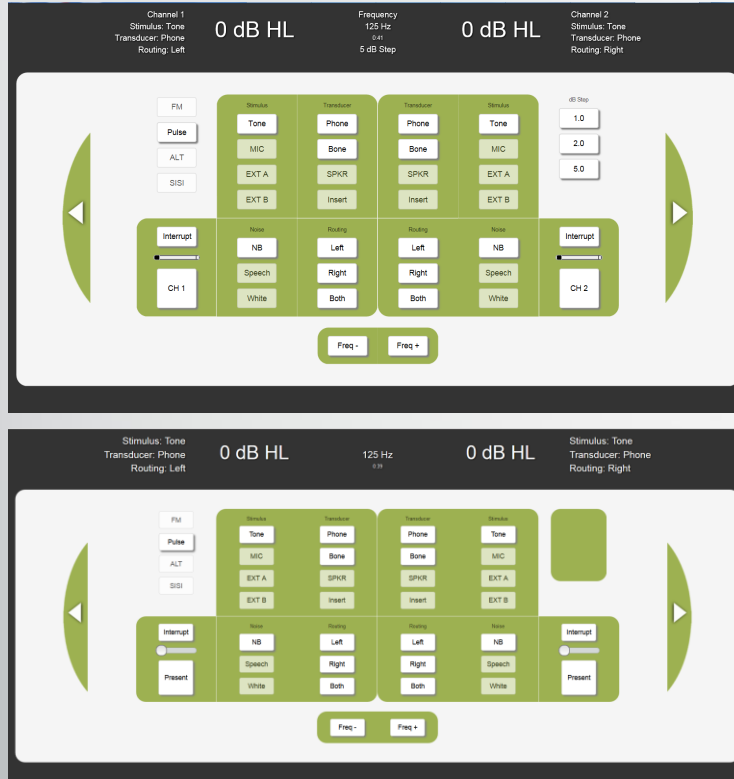 Channel 1
Stimulus: Tone
Transducer: Phone
Routing: Left
0 dB HL
Frequency
125 Hz
0:41
5 dB Step
0 dB HL
Channel 2
Stimulus: Tone
Transducer: Phone
Routing: Right
FM
Pulse
ALT
SISI
Stimulus
Tone
MIC
EXT A
EXT B
Transducer
Phone
Bone
SPKR
Insert
Transducer
Phone
Bone
SPKR
Insert
Stimulus
Tone
MIC
EXT A
EXT B
dB Step
1.0
2.0
5.0
Interrupt
CH 1
Noise
NB
Speech
White
Routing
Left
Right
Both
Routing
Left
Right
Both
Noise
NB
Speech
White
Interrupt
CH 2
Freq -
Freq +
Stimulus: Tone
Transducer: Phone
Routing: Left
0 dB HL
125 Hz
0:39
0 dB HL
Stimulus: Tone
Transducer: Phone
Routing: Right
FM
Pulse
ALT
SISI
Stimulus
Tone
MIC
EXT A
EXT B
Transducer
Phone
Bone
SPKR
Insert
Transducer
Phone
Bone
SPKR
Insert
Stimulus
Tone
MIC
EXT A
EXT B
Interrupt
Present
Noise
NB
Speech
White
Routing
Left
Right
Both
Routing
Left
Right
Both
Noise
NB
Speech
White
Interrupt
Present
Freq -
Freq +